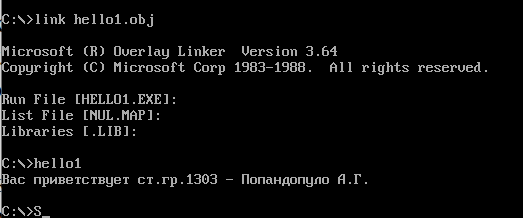 C:\>link hello1.obj
Microsoft (R) Overlay Linker  Version 3.64
Copyright (C) Microsoft Corp 1983-1988.  All rights reserved.
Run File [HELLO1.EXE]:
List File [NUL.MAP]:
Libraries [.LIB]:
C:\>hello1
Вас приветствует ст.гр.1303 - Попандопуло А.Г.
C:\>S_